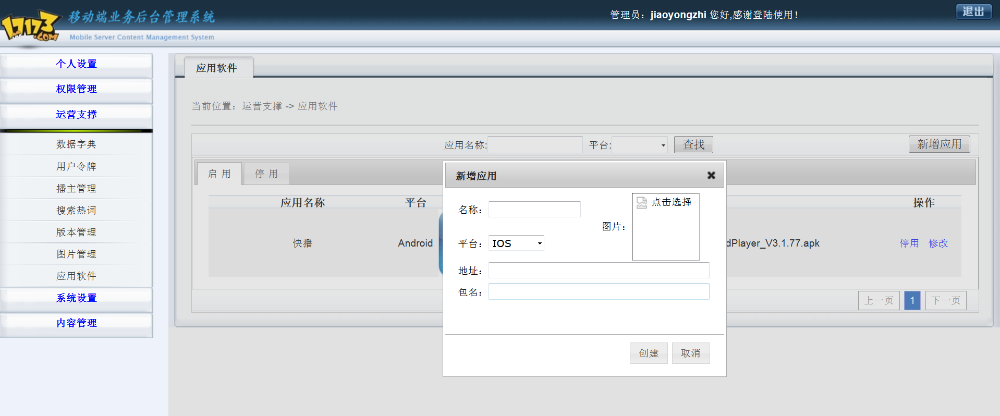 17173.COM 移动端业务后台管理系统
Mobile Server Content Management System
管理员：jiaoyongzhi 您好,感谢登陆使用！
退出
个人设置
权限管理
运营支撑
数据字典
用户令牌
播主管理
搜索热词
版本管理
图片管理
应用软件
系统设置
内容管理
应用软件
当前位置：运营支撑 -> 应用软件
应用名称: 平台: 查找 新增应用
启 用 停 用
应用名称 平台 操作
快播 Android dPlayer_V3.1.77.apk 停用 修改
上一页 1 下一页
新增应用
名称：
图片： 点击选择
平台： IOS
地址：
包名：
创建 取消